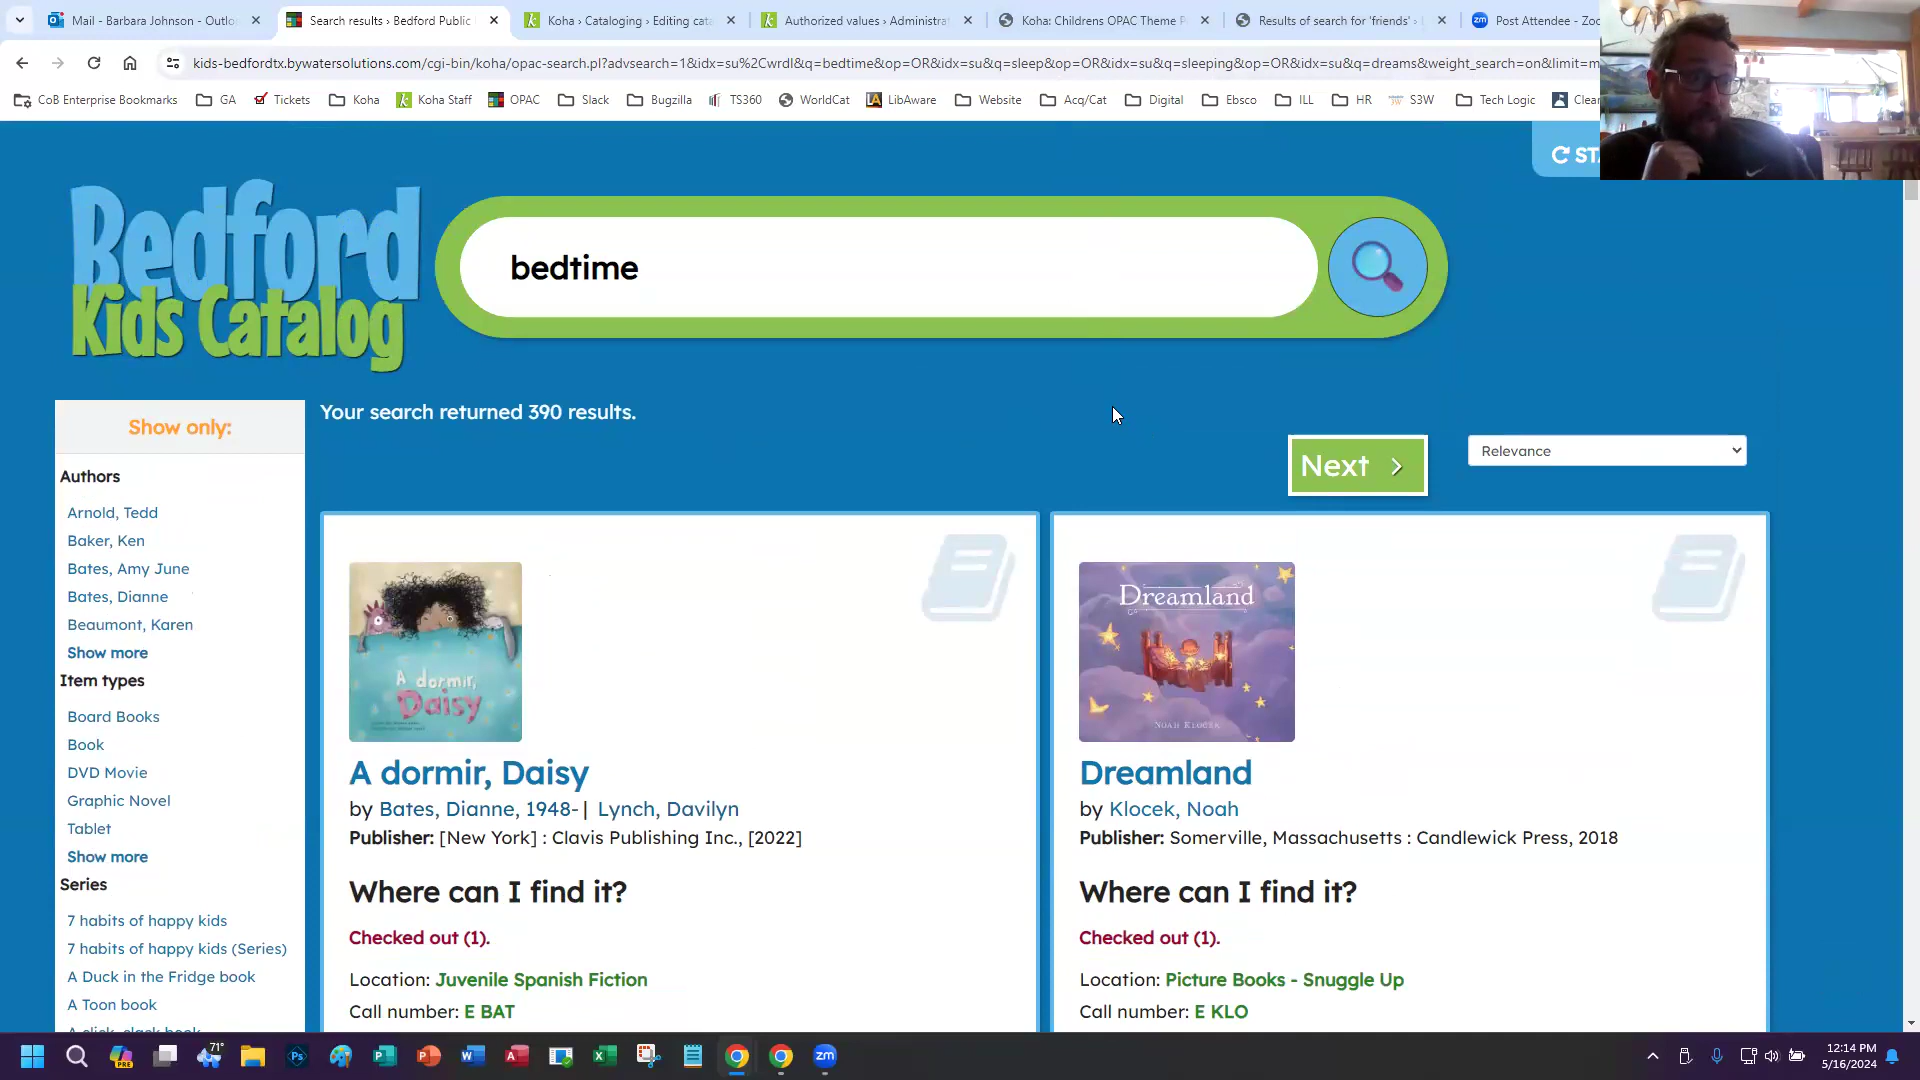 Mail - Barbara Johnson - Outlo
Search results › Bedford Public
Koha › Cataloging › Editing cata
Authorized values › Administra
Koha: Childrens OPAC Theme P
Results of search for 'friends' ›
Post Attendee - Zoo
kids-bedfordtx.bywatersolutions.com/cgi-bin/koha/opac-search.pl?advsearch=1&idx=su%2Cwrdl&q=bedtime&op=OR&idx=su&q=sleep&op=OR&idx=su&q=sleeping&op=OR&idx=su&q=dreams&weight_search=on&limit=m
CoB Enterprise Bookmarks GA Tickets Koha Koha Staff OPAC Slack Bugzilla TS360 WorldCat LibAware Website Acq/Cat Digital Ebsco ILL HR S3W Tech Logic Clear
STA
Bedford
Kids Catalog
bedtime
Show only:
Authors
Arnold, Tedd
Baker, Ken
Bates, Amy June
Bates, Dianne
Beaumont, Karen
Show more
Item types
Board Books
Book
DVD Movie
Graphic Novel
Tablet
Show more
Series
7 habits of happy kids
7 habits of happy kids (Series)
A Duck in the Fridge book
A Toon book
A click, clack book
Your search returned 390 results.
Next
Relevance
A dormir,
Daisy
A dormir, Daisy
by Bates, Dianne, 1948- | Lynch, Davilyn
Publisher: [New York] : Clavis Publishing Inc., [2022]
Where can I find it?
Checked out (1).
Location: Juvenile Spanish Fiction
Call number: E BAT
Dreamland
NOAH KLOCEK
Dreamland
by Klocek, Noah
Publisher: Somerville, Massachusetts : Candlewick Press, 2018
Where can I find it?
Checked out (1).
Location: Picture Books - Snuggle Up
Call number: E KLO
71°
PRE
zm
12:14 PM
5/16/2024